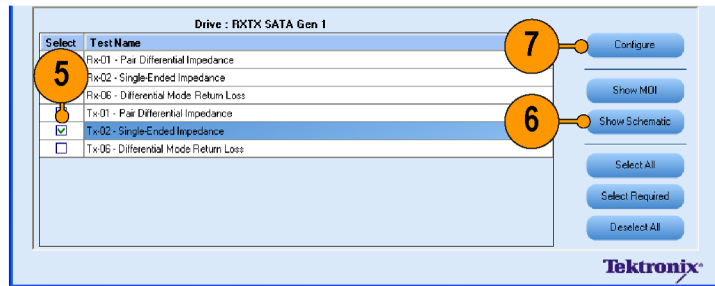 Drive : RXTX SATA Gen 1
Select Test Name
Rx-01 - Pair Differential Impedance
Rx-02 - Single-Ended Impedance
Rx-06 - Differential Mode Return Loss
Tx-01 - Pair Differential Impedance
Tx-02 - Single-Ended Impedance
Tx-06 - Differential Mode Return Loss
5
7
6
Configure
Show MOI
Show Schematic
Select All
Select Required
Deselect All
Tektronix